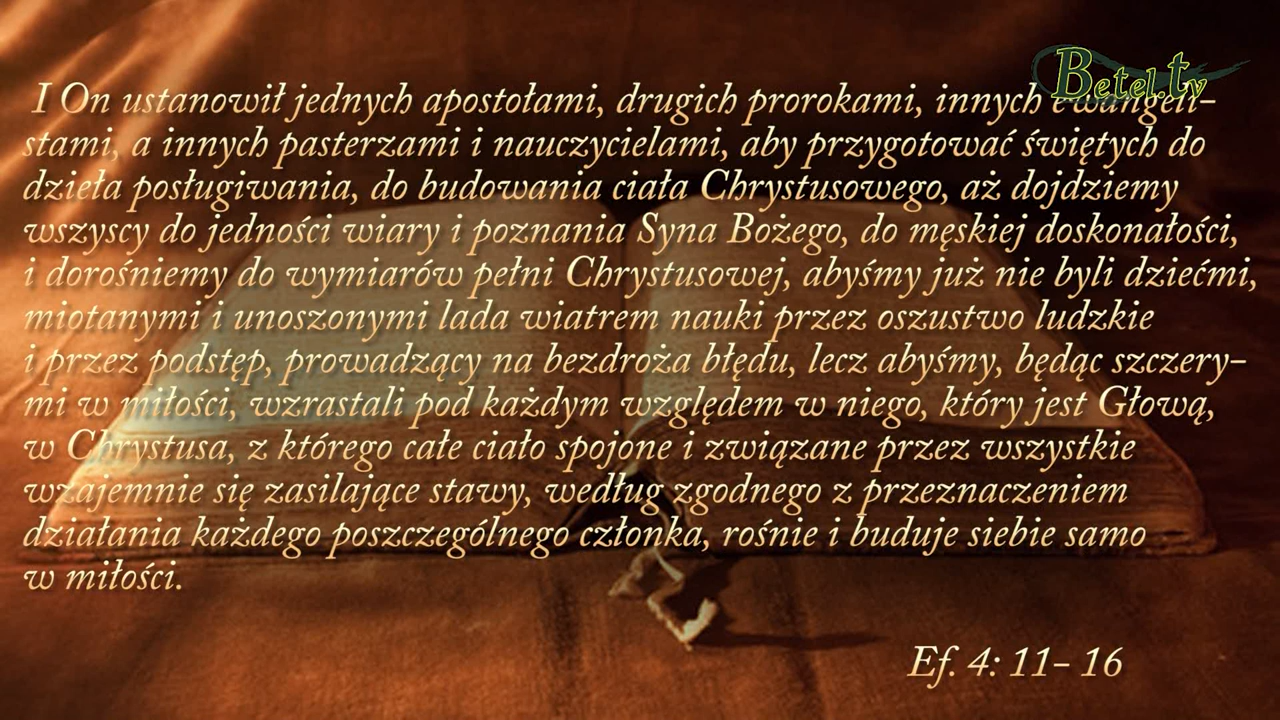 Betel.tv
I On ustanowił jednych apostołami, drugich prorokami, innych ewangeli-
stami, a innych pasterzami i nauczycielami, aby przygotować świętych do
dzieła posługiwania, do budowania ciała Chrystusowego, aż dojdziemy
wszyscy do jedności wiary i poznania Syna Bożego, do męskiej doskonałości,
i dorośniemy do wymiarów pełni Chrystusowej, abyśmy już nie byli dziećmi,
miotanymi i unoszonymi lada wiatrem nauki przez oszustwo ludzkie
i przez podstęp, prowadzący na bezdroża błędu, lecz abyśmy, będąc szczery-
mi w miłości, wzrastali pod każdym względem w niego, który jest Głową,
w Chrystusa, z którego całe ciało spojone i związane przez wszystkie
wzajemnie się zasilające stawy, według zgodnego z przeznaczeniem
działania każdego poszczególnego członka, rośnie i buduje siebie samo
w miłości.
Ef. 4: 11- 16